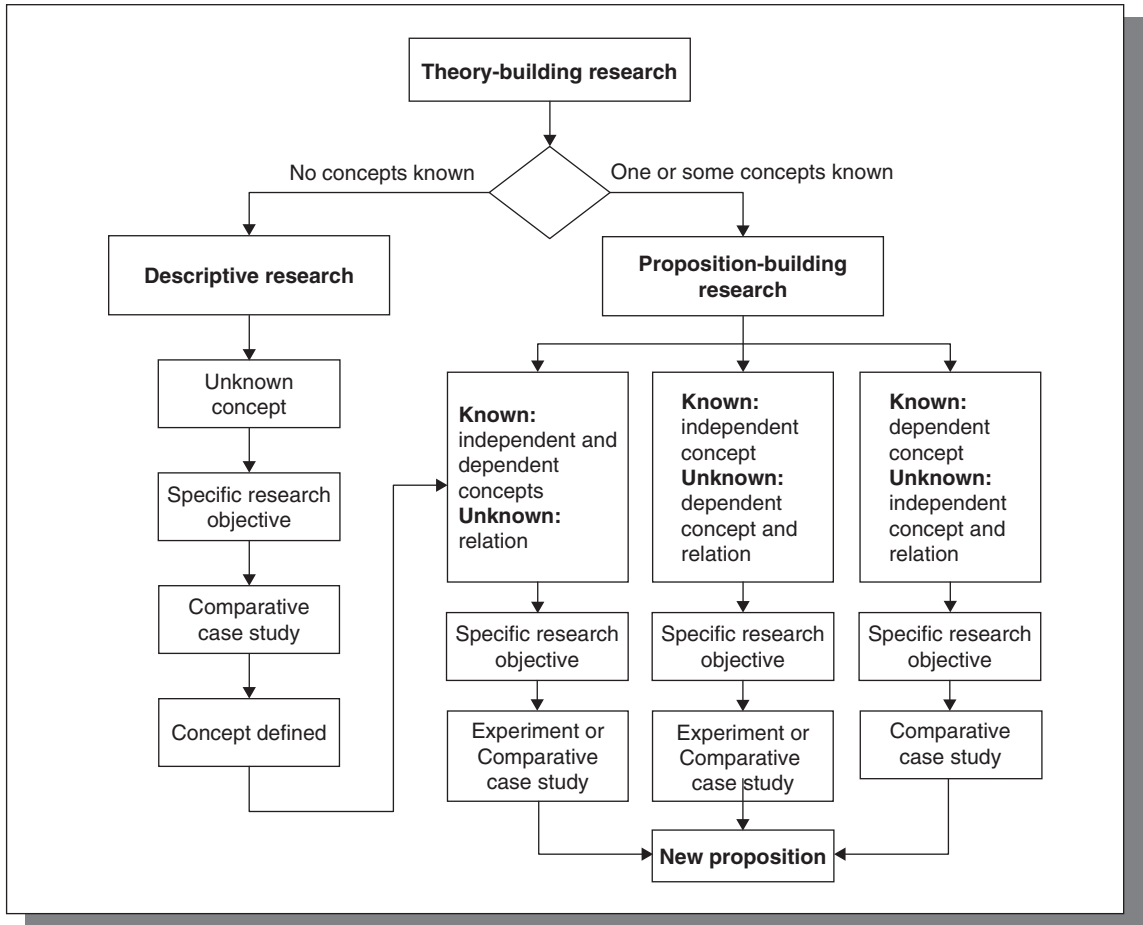 Theory-building research
No concepts known
One or some concepts known
Descriptive research
Unknown
concept
Specific research
objective
Comparative
case study
Concept defined
Proposition-building
research
Known:
independent and
dependent
concepts
Unknown:
relation
Specific research
objective
Experiment or
Comparative
case study
Known:
independent
concept
Unknown:
dependent
concept and
relation
Specific research
objective
Experiment or
Comparative
case study
Known:
dependent
concept
Unknown:
independent
concept and
relation
Specific research
objective
Comparative
case study
New proposition